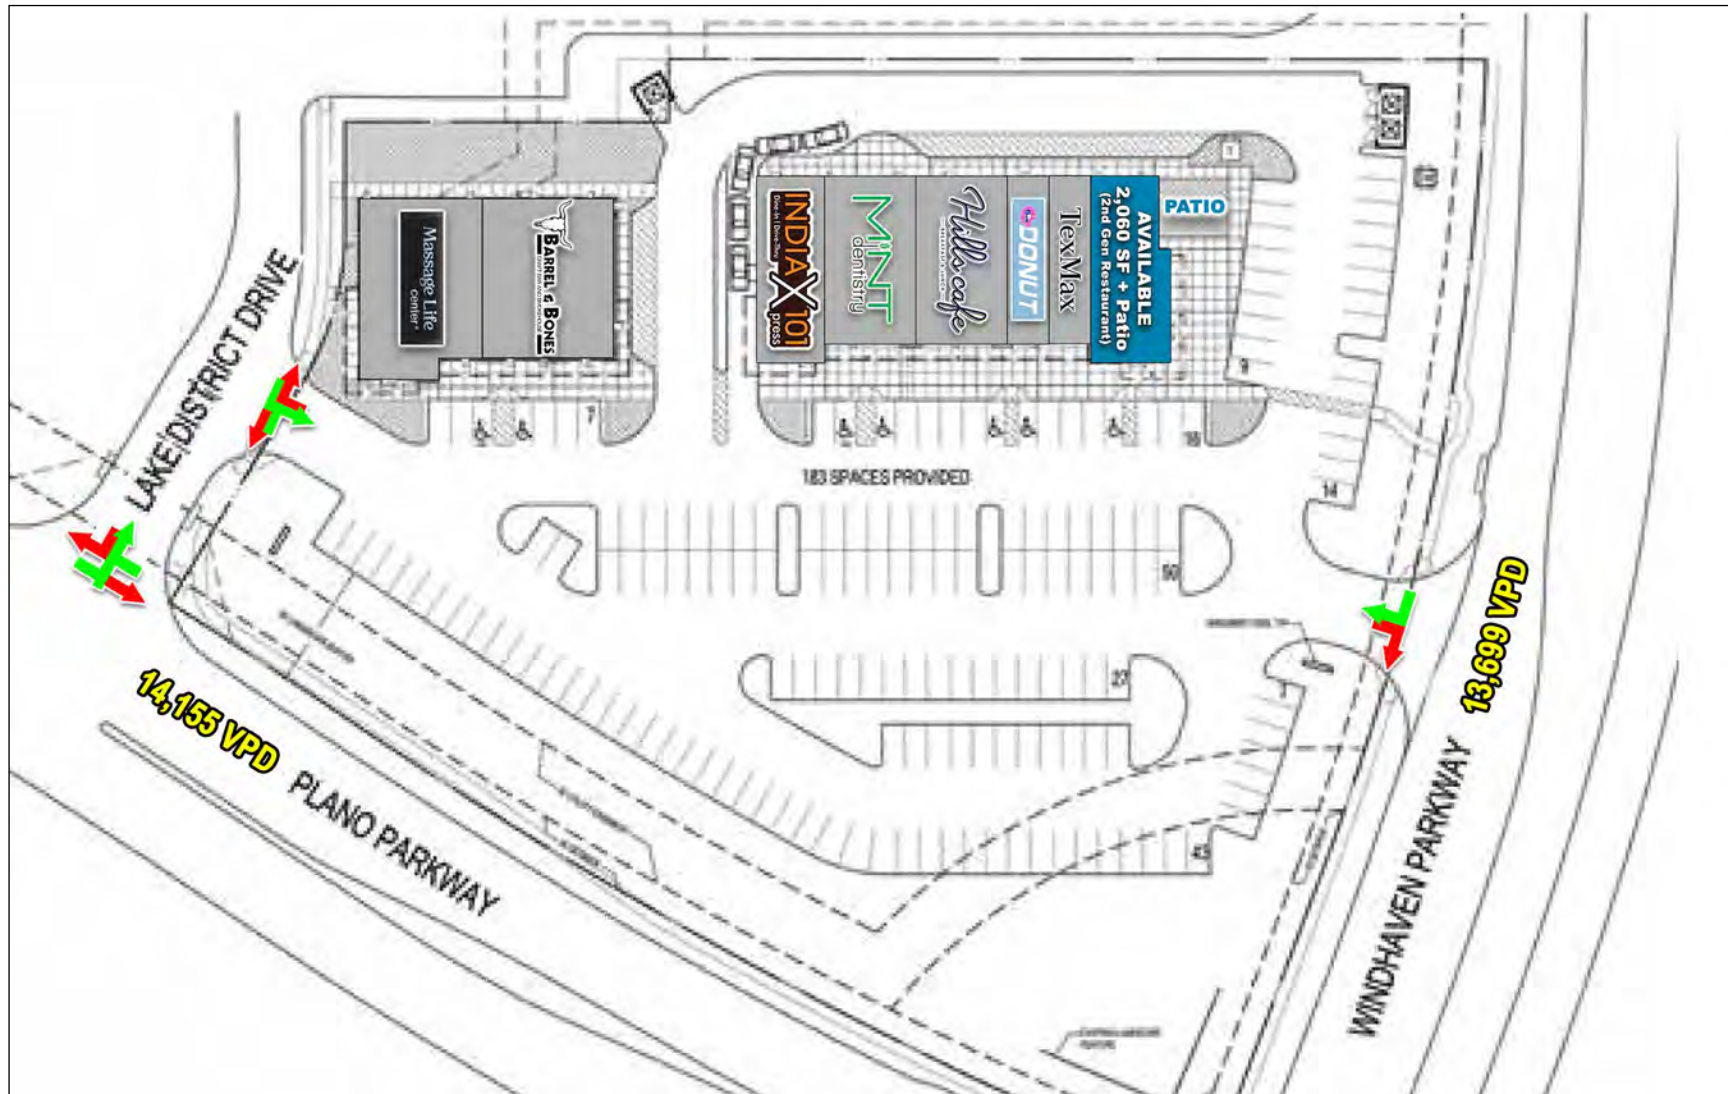 LAKE DISTRICT DRIVE
Massage Life
center
BARREL & BONES
INDIA X 101
Dine-In | Drive-Thru
press
MINT
dentistry
Hills cafe
DONUT
TexMax
AVAILABLE
2,060 SF + Patio
(2nd Gen Restaurant)
PATIO
7
16
9
14
183 SPACES PROVIDED
50
27
43
14,155 VPD
PLANO PARKWAY
13,699 VPD
WINDHAVEN PARKWAY